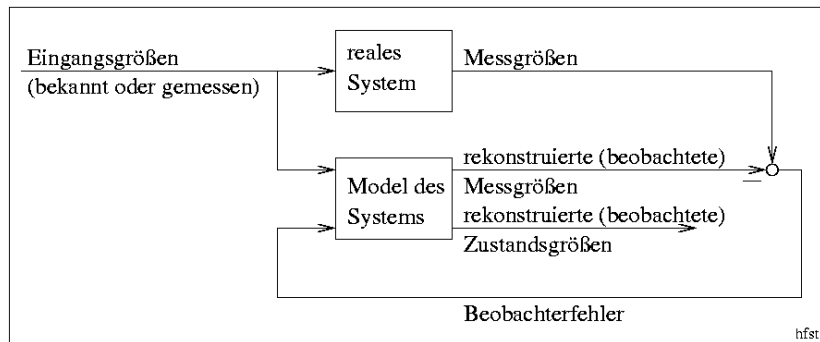 Eingangsgrößen
(bekannt oder gemessen)
reales
System
Messgrößen
Model des
Systems
rekonstruierte (beobachtete)
Messgrößen
rekonstruierte (beobachtete)
Zustandsgrößen
Beobachterfehler
hfst